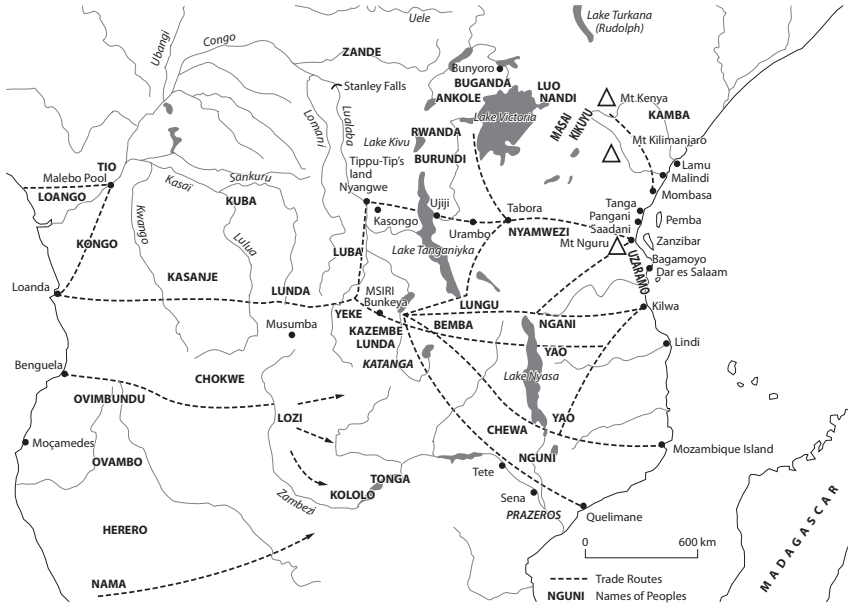 Uele
Lake Turkana
(Rudolph)
Ubangi
Congo
ZANDE
Bunyoro
BUGANDA
ANKOLE
LUO
NANDI
Stanley Falls
Mt Kenya
KAMBA
Lomani
Lualaba
Lake Victoria
MASAI
KIKUYU
Lake Kivu
RWANDA
BURUNDI
Mt Kilimanjaro
TIO
Malebo Pool
LOANGO
Tippu-Tip's
land
Nyangwe
Lamu
Malindi
Mombasa
Kasaï
Sankuru
KUBA
Kasongo
Ujiji
Urambo
Tabora
NYAMWEZI
Tanga
Pangani
Saadani
Pemba
Kwango
Lulua
KONGO
LUBA
Lake Tanganiyka
Mt Nguru
Zanzibar
UZARAMO
Bagamoyo
Dar es Salaam
KASANJE
Loanda
LUNDA
MSIRI
Bunkeya
YEKE
LUNGU
Kilwa
Musumba
KAZEMBE
LUNDA
BEMBA
NGANI
KATANGA
YAO
Lindi
Benguela
CHOKWE
Lake Nyasa
OVIMBUNDU
LOZI
YAO
CHEWA
Moçamedes
Mozambique Island
OVAMBO
NGUNI
TONGA
Tete
KOLOLO
Zambezi
Sena
PRAZEROS
Quelimane
HERERO
MADAGASCAR
0
600 km
NAMA
Trade Routes
NGUNI Names of Peoples